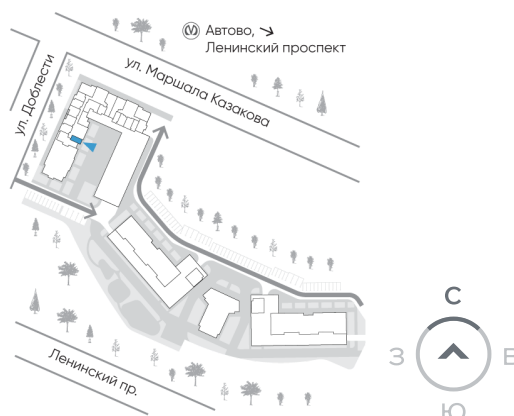 Автово, ↘
Ленинский проспект
ул. Маршала Казакова
ул. Доблести
Ленинский пр.
С
З
В
Ю